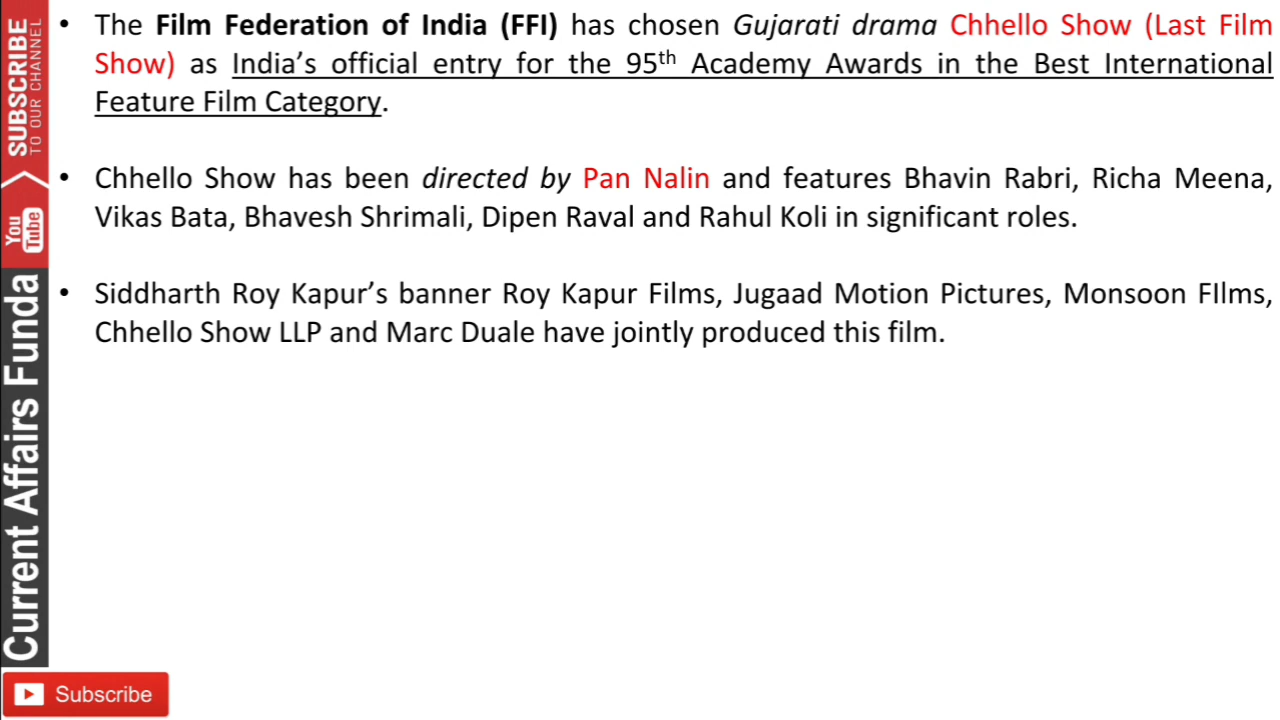 • The Film Federation of India (FFI) has chosen Gujarati drama Chhello Show (Last Film
Show) as India’s official entry for the 95th Academy Awards in the Best International
Feature Film Category.
• Chhello Show has been directed by Pan Nalin and features Bhavin Rabri, Richa Meena,
Vikas Bata, Bhavesh Shrimali, Dipen Raval and Rahul Koli in significant roles.
• Siddharth Roy Kapur’s banner Roy Kapur Films, Jugaad Motion Pictures, Monsoon FIlms,
Chhello Show LLP and Marc Duale have jointly produced this film.
SUBSCRIBE
TO OUR CHANNEL
You
Tube
Current Affairs Funda
Subscribe